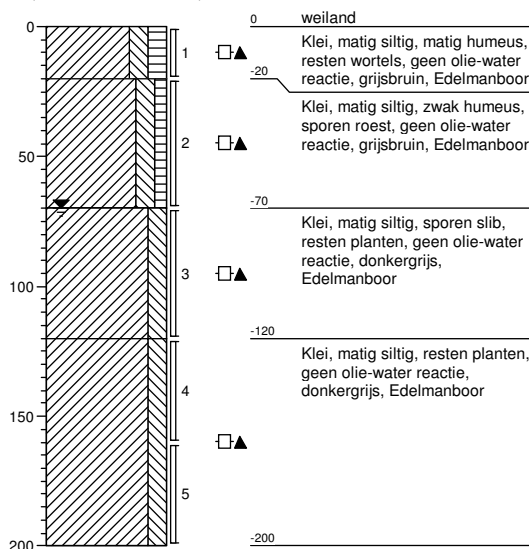 0
weiland
0
1
Klei, matig siltig, matig humeus,
resten wortels, geen olie-water
reactie, grijsbruin, Edelmanboor
-20
2
Klei, matig siltig, zwak humeus,
sporen roest, geen olie-water
reactie, grijsbruin, Edelmanboor
50
-70
3
Klei, matig siltig, sporen slib,
resten planten, geen olie-water
reactie, donkergrijs,
Edelmanboor
100
-120
4
Klei, matig siltig, resten planten,
geen olie-water reactie,
donkergrijs, Edelmanboor
150
5
200
-200